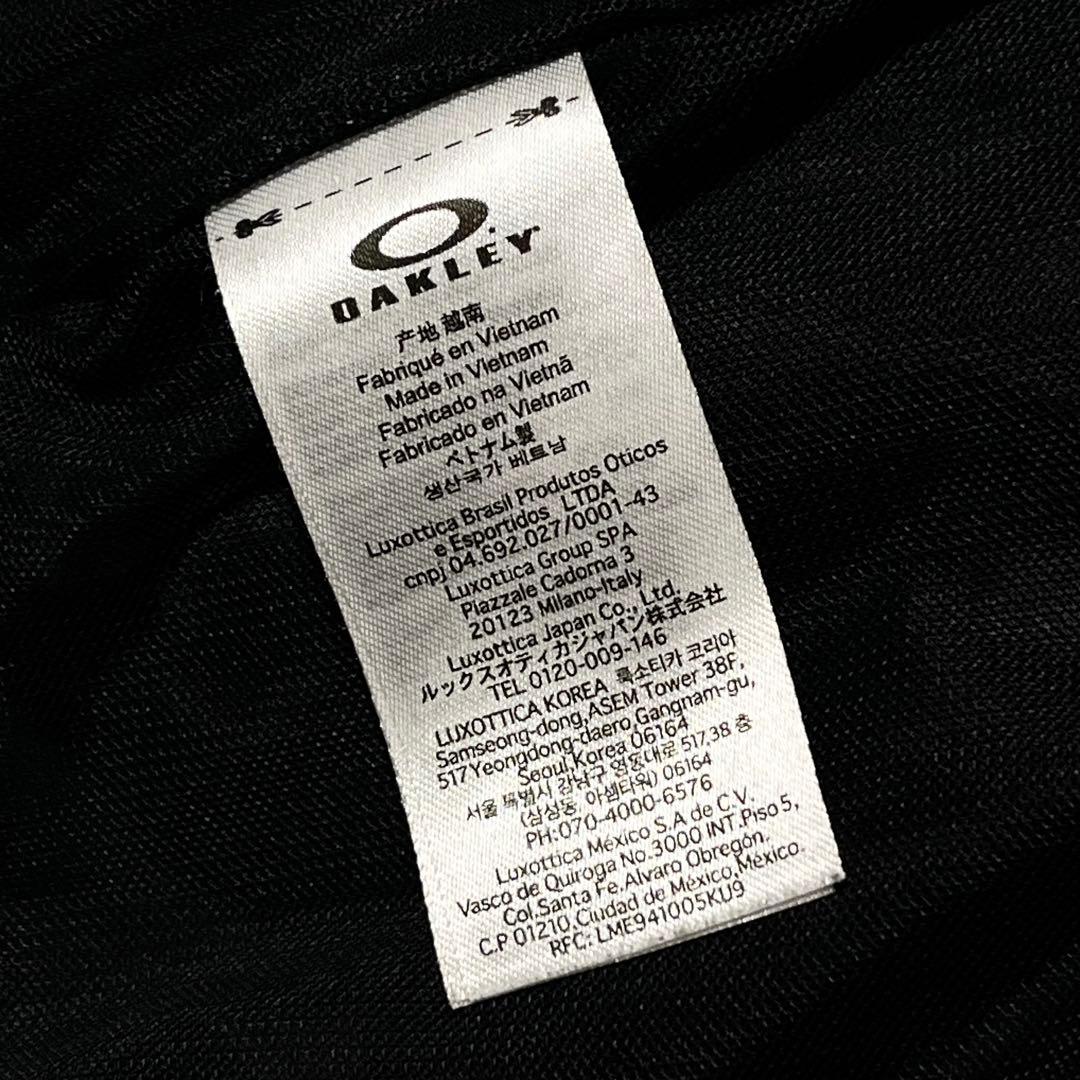 OAKLEY
产地 越南
Fabriqué en Vietnam
Made in Vietnam
Fabricado na Vietnã
Fabricado en Vietnam
ベトナム製
생산국가 베트남
Luxottica Brasil Produtos Oticos
e Esportidos LTDA
cnpj 04.692.027/0001-43
Luxottica Group SPA
Piazzale Cadorna 3
20123 Milano-Italy
Luxottica Japan Co., Ltd.
ルックスオティカジャパン株式会社
TEL 0120-009-146
LUXOTTICA KOREA 룩소티카 코리아
Samseong-dong,ASEM Tower 38F,
517Yeongdong-daero,Gangnam-gu,
Seoul,Korea 06164
서울 특별시 강남구 영동대로 517,38 층
(삼성동, 아셈타워) 06164
PH:070-4000-6576
Luxottica México S.A de C.V.
Vasco de Quiroga No.3000 INT.Piso 5,
Col.Santa Fe,Alvaro Obregón.
C.P 01210,Ciudad de México,México.
RFC: LME941005KU9